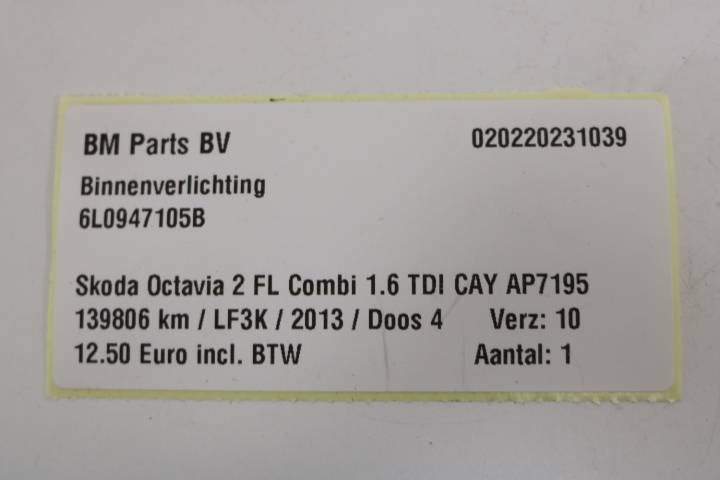 BM Parts BV 020220231039
Binnenverlichting
6L0947105B
Skoda Octavia 2 FL Combi 1.6 TDI CAY AP7195
139806 km / LF3K / 2013 / Doos 4 Verz: 10
12.50 Euro incl. BTW Aantal: 1